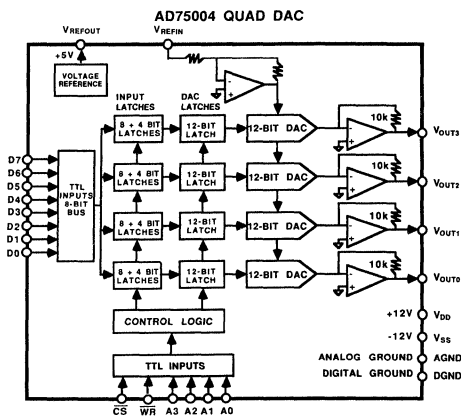 AD75004 QUAD DAC
VREFOUT
VREFIN
+5V
VOLTAGE
REFERENCE
INPUT
LATCHES
DAC
LATCHES
8 + 4 BIT
LATCHES
12-BIT
LATCH
12-BIT DAC
10k
VOUT3
8 + 4 BIT
LATCHES
12-BIT
LATCH
12-BIT DAC
10k
VOUT2
8 + 4 BIT
LATCHES
12-BIT
LATCH
12-BIT DAC
10k
VOUT1
8 + 4 BIT
LATCHES
12-BIT
LATCH
12-BIT DAC
10k
VOUT0
D7
D6
D5
D4
D3
D2
D1
D0
TTL
INPUTS
8-BIT
BUS
CONTROL LOGIC
TTL INPUTS
+12V VDD
-12V VSS
ANALOG GROUND AGND
DIGITAL GROUND DGND
CS WR A3 A2 A1 A0